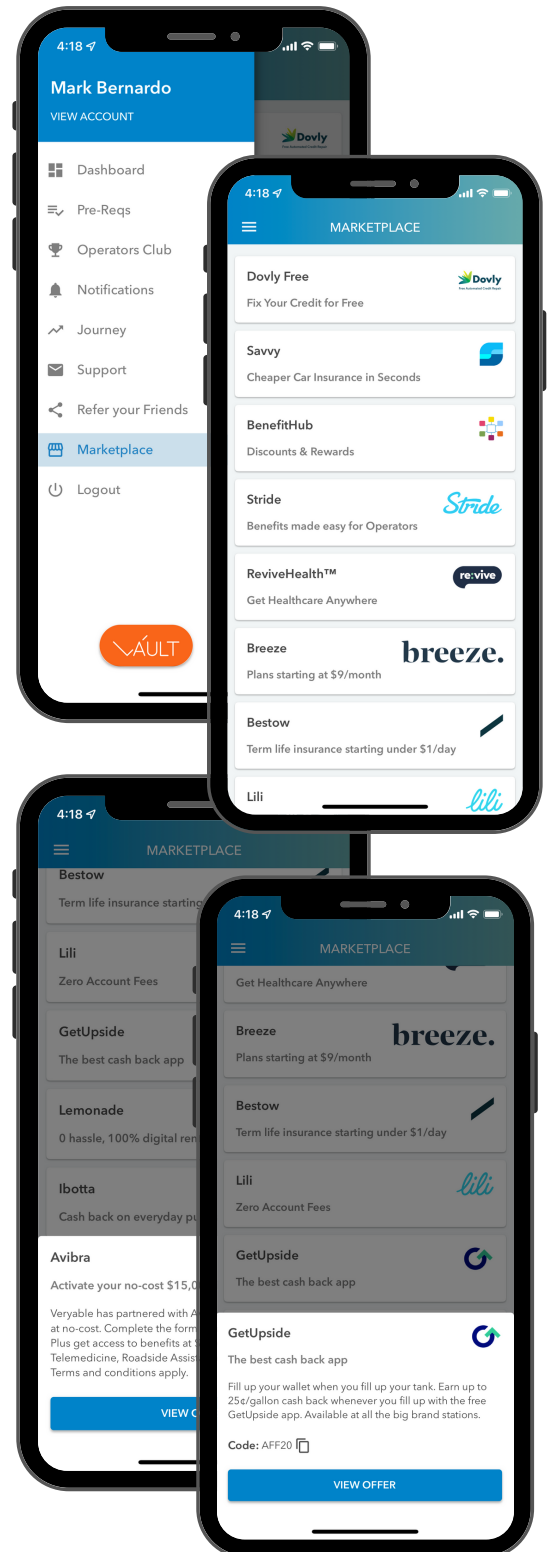 4:18
Mark Bernardo
VIEW ACCOUNT
Dovly
Dashboard
Pre-Reqs
Operators Club
Notifications
Journey
Support
Refer your Friends
Marketplace
Logout
VÁULT
4:18
MARKETPLACE
Dovly Free
Fix Your Credit for Free
Dovly
Free Automated Credit Repair
Savvy
Cheaper Car Insurance in Seconds
BenefitHub
Discounts & Rewards
Stride
Benefits made easy for Operators
Stride
ReviveHealth™
Get Healthcare Anywhere
re:vive
Breeze
Plans starting at $9/month
breeze.
Bestow
Term life insurance starting under $1/day
Lili
lili
4:18
MARKETPLACE
Bestow
Term life insurance starting
Lili
Zero Account Fees
GetUpside
The best cash back app
Lemonade
0 hassle, 100% digital ren
Ibotta
Cash back on everyday pu
Avibra
Activate your no-cost $15,0
Veryable has partnered with A
at no-cost. Complete the form
Plus get access to benefits at
Telemedicine, Roadside Assis
Terms and conditions apply.
VIEW
4:18
MARKETPLACE
Get Healthcare Anywhere
Breeze
Plans starting at $9/month
breeze.
Bestow
Term life insurance starting under $1/day
Lili
Zero Account Fees
lili
GetUpside
The best cash back app
GetUpside
The best cash back app
Fill up your wallet when you fill up your tank. Earn up to
25¢/gallon cash back whenever you fill up with the free
GetUpside app. Available at all the big brand stations.
Code: AFF20
VIEW OFFER